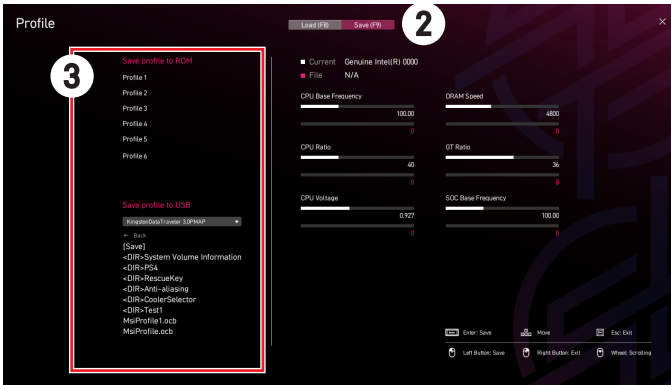 Profile
Load (F8)
Save (F9)
2
×
3
Save profile to ROM
Profile 1
Profile 2
Profile 3
Profile 4
Profile 5
Profile 6
Save profile to USB
KingstonDataTraveler 3.0PMAP
← Back
[Save]
<DIR>System Volume Information
<DIR>PS4
<DIR>RescueKey
<DIR>Anti-aliasing
<DIR>CoolerSelector
<DIR>Test1
MsiProfile1.ocb
MsiProfile.ocb
Current Genuine Intel(R) 0000
File N/A
CPU Base Frequency
100.00
0
DRAM Speed
4800
0
CPU Ratio
40
0
GT Ratio
36
0
CPU Voltage
0.927
0
SOC Base Frequency
100.00
0
Enter: Save
Move
Esc: Exit
Left Button: Save
Right Button: Exit
Wheel: Scrolling